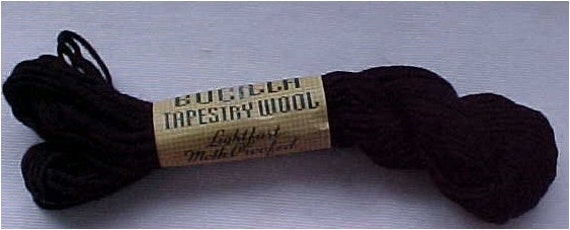 BUCILLA
TAPESTRY WOOL
Lightfast
Moth Proofed